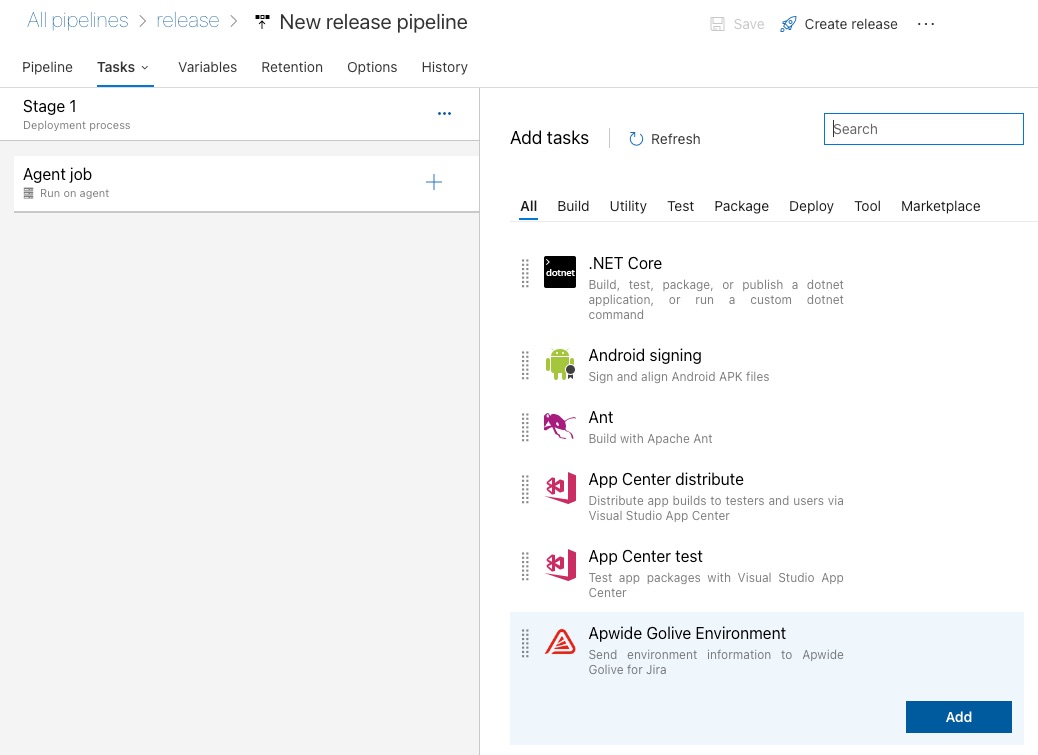 All pipelines > release > New release pipeline
Save Create release ...
Pipeline Tasks Variables Retention Options History
Stage 1
Deployment process
Agent job
Run on agent
Add tasks Refresh Search
All Build Utility Test Package Deploy Tool Marketplace
dotnet
.NET Core
Build, test, package, or publish a dotnet
application, or run a custom dotnet
command
Android signing
Sign and align Android APK files
Ant
Build with Apache Ant
App Center distribute
Distribute app builds to testers and users via
Visual Studio App Center
App Center test
Test app packages with Visual Studio App
Center
Apwide Golive Environment
Send environment information to Apwide
Golive for Jira
Add